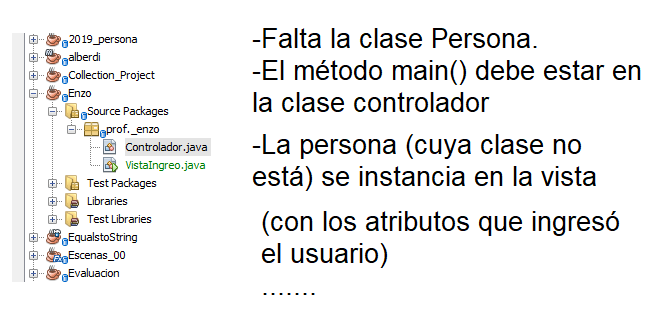 2019_persona
alberdi
Collection_Project
Enzo
Source Packages
prof._enzo
Controlador.java
VistaIngreo.java
Test Packages
Libraries
Test Libraries
EqualstoString
Escenas_00
Evaluacion
-Falta la clase Persona.
-El método main() debe estar en
la clase controlador
-La persona (cuya clase no
está) se instancia en la vista
(con los atributos que ingresó
el usuario)
.......